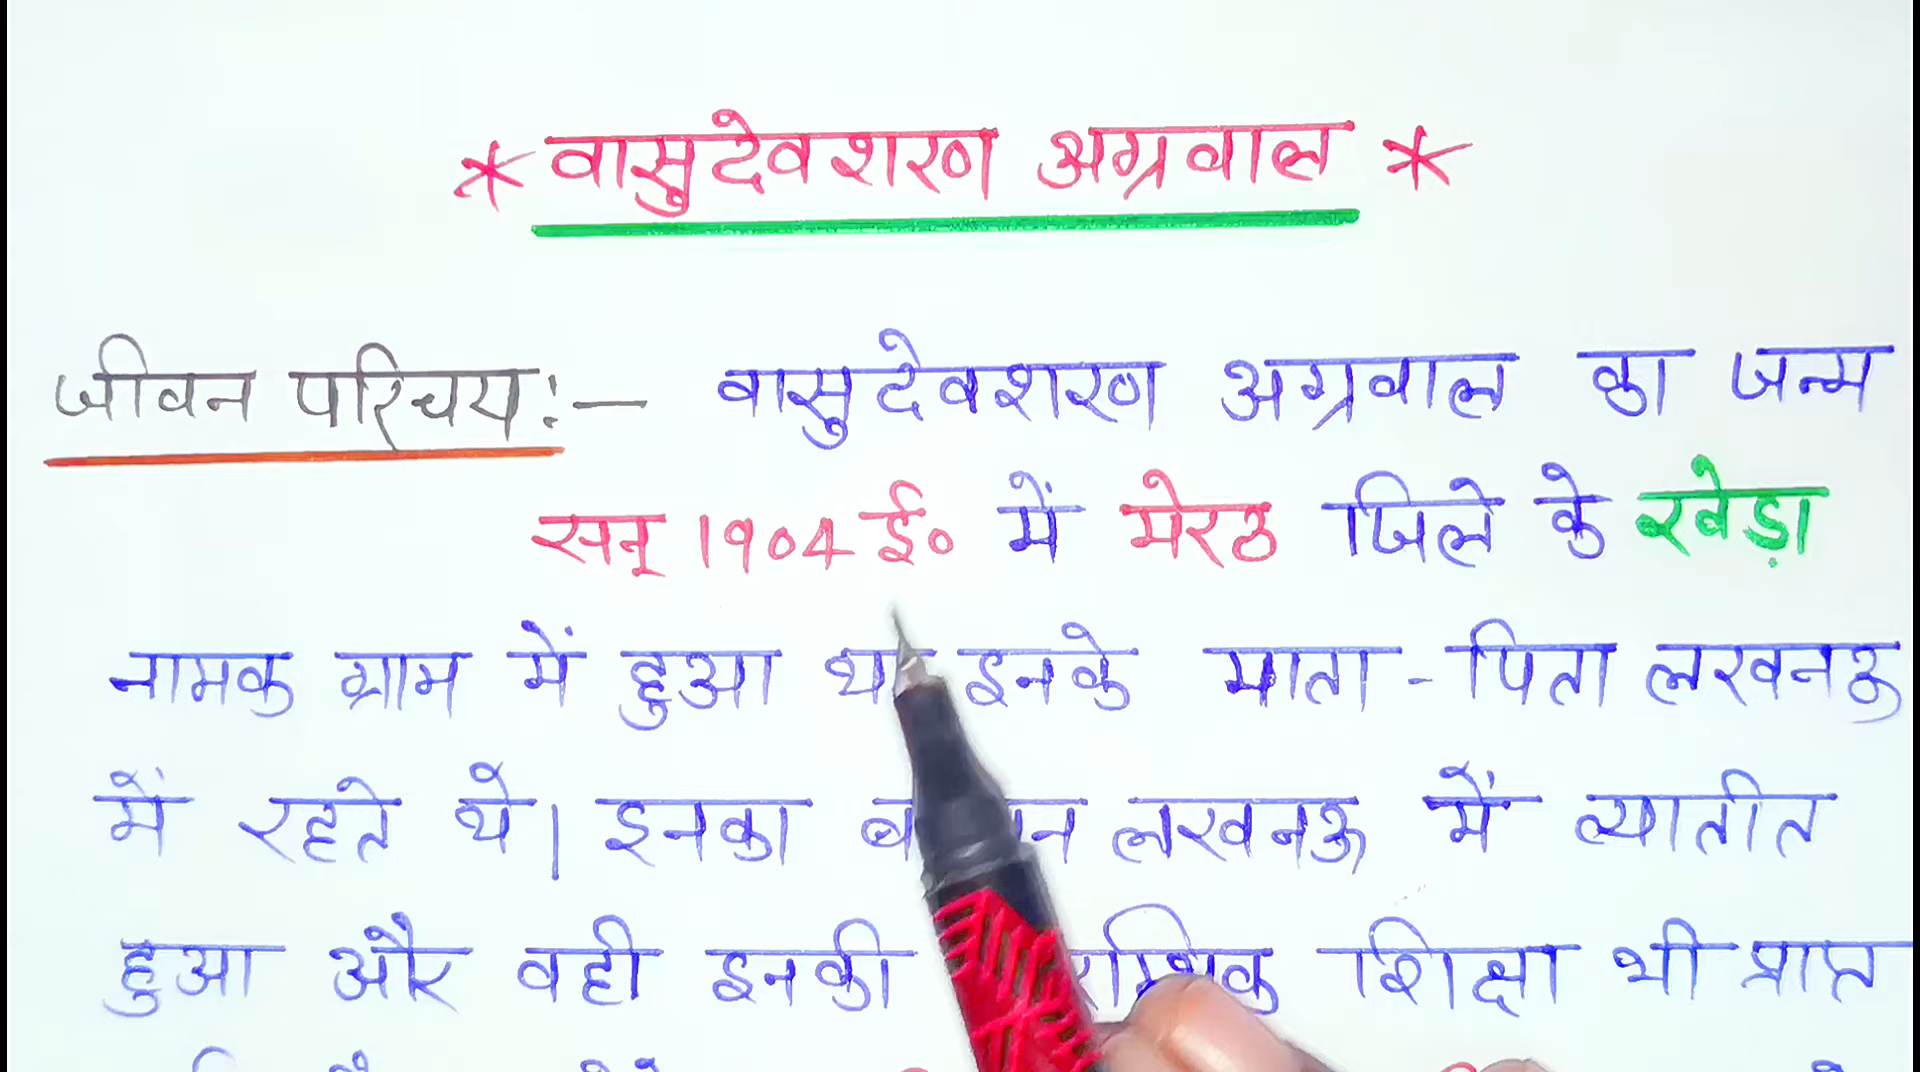 * वासुदेवशरण अग्रवाल *
जीवन परिचय:- वासुदेवशरण अग्रवाल का जन्म
सन् 1904 ई० में मेरठ जिले के खेड़ा
नामक ग्राम में हुआ था इनके माता - पिता लखनऊ
में रहते थे। इनका लखनऊ में व्यातीत
हुआ और वही इनकी शिक्षा भी प्राप्त